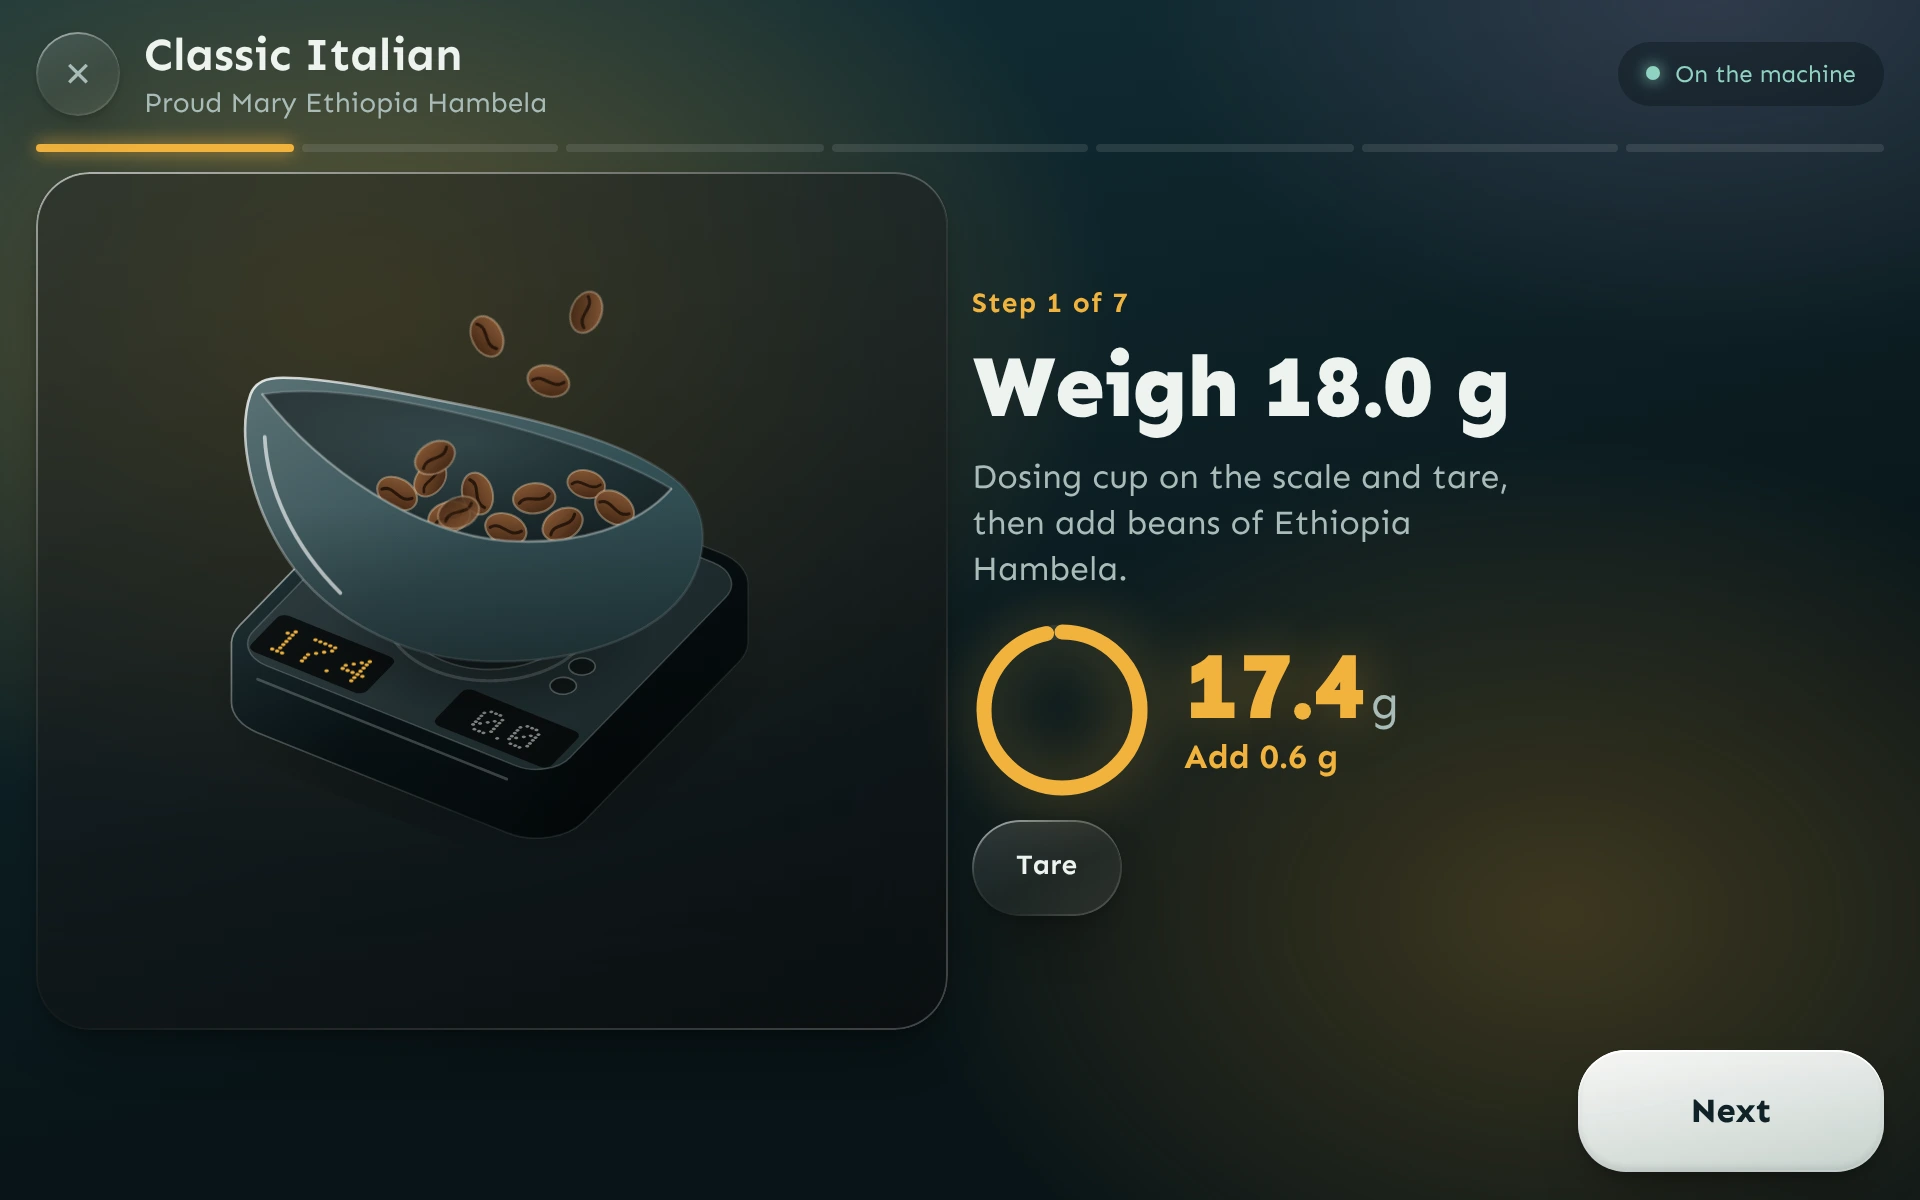 Classic Italian
Proud Mary Ethiopia Hambela
On the machine
Step 1 of 7
Weigh 18.0 g
Dosing cup on the scale and tare,
then add beans of Ethiopia
Hambela.
17.4
0.0
17.4 g
Add 0.6 g
Tare
Next